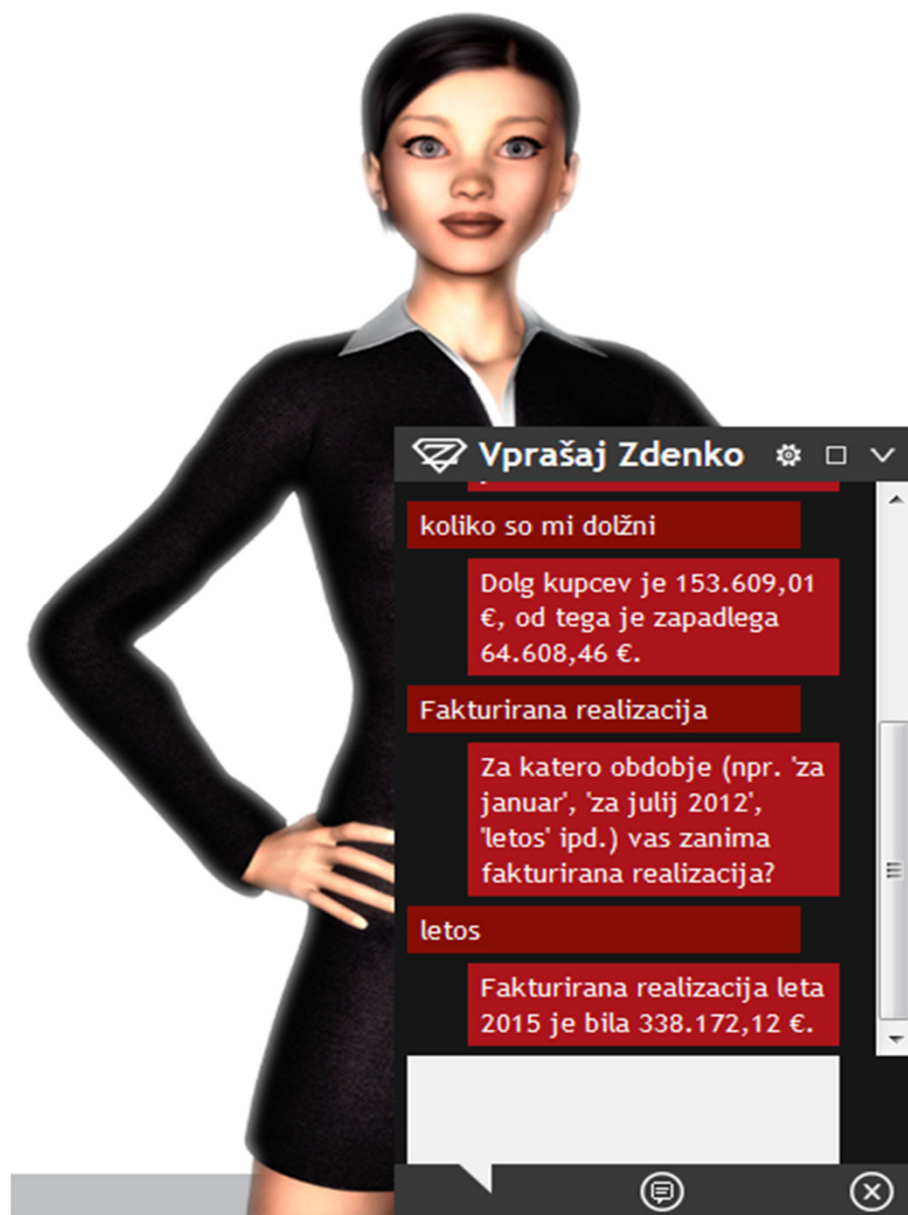 Vprašaj Zdenko
koliko so mi dolžni
Dolg kupcev je 153.609,01
€, od tega je zapadlega
64.608,46 €.
Fakturirana realizacija
Za katero obdobje (npr. 'za
januar', 'za julij 2012',
'letos' ipd.) vas zanima
fakturirana realizacija?
letos
Fakturirana realizacija leta
2015 je bila 338.172,12 €.